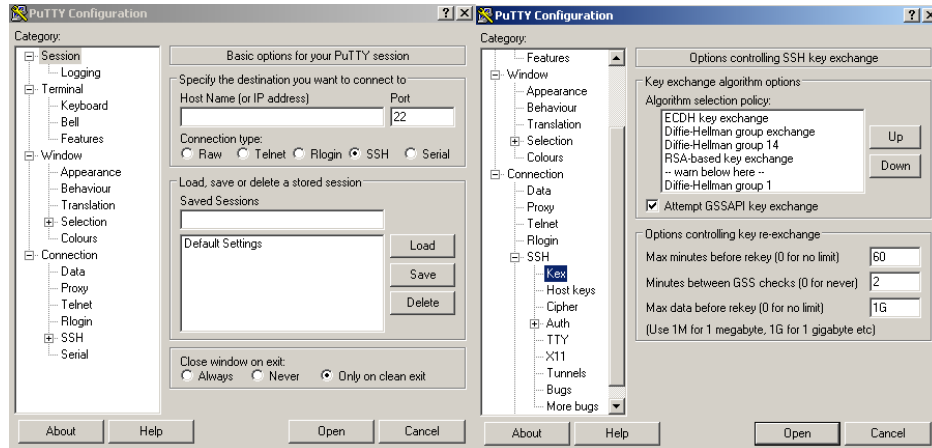 PuTTY Configuration
Category:
Session
Logging
Terminal
Keyboard
Bell
Features
Window
Appearance
Behaviour
Translation
Selection
Colours
Connection
Data
Proxy
Telnet
Rlogin
SSH
Serial
Basic options for your PuTTY session
Specify the destination you want to connect to
Host Name (or IP address) Port
22
Connection type:
Raw Telnet Rlogin SSH Serial
Load, save or delete a stored session
Saved Sessions
Default Settings
Load
Save
Delete
Close window on exit:
Always Never Only on clean exit
About Help Open Cancel
PuTTY Configuration
Category:
Features
Window
Appearance
Behaviour
Translation
Selection
Colours
Connection
Data
Proxy
Telnet
Rlogin
SSH
Kex
Host keys
Cipher
Auth
TTY
X11
Tunnels
Bugs
More bugs
Options controlling SSH key exchange
Key exchange algorithm options
Algorithm selection policy:
ECDH key exchange
Diffie-Hellman group exchange
Diffie-Hellman group 14
RSA-based key exchange
-- warn below here --
Diffie-Hellman group 1
Up
Down
Attempt GSSAPI key exchange
Options controlling key re-exchange
Max minutes before rekey (0 for no limit) 60
Minutes between GSS checks (0 for never) 2
Max data before rekey (0 for no limit) 1G
(Use 1M for 1 megabyte, 1G for 1 gigabyte etc)
About Help Open Cancel